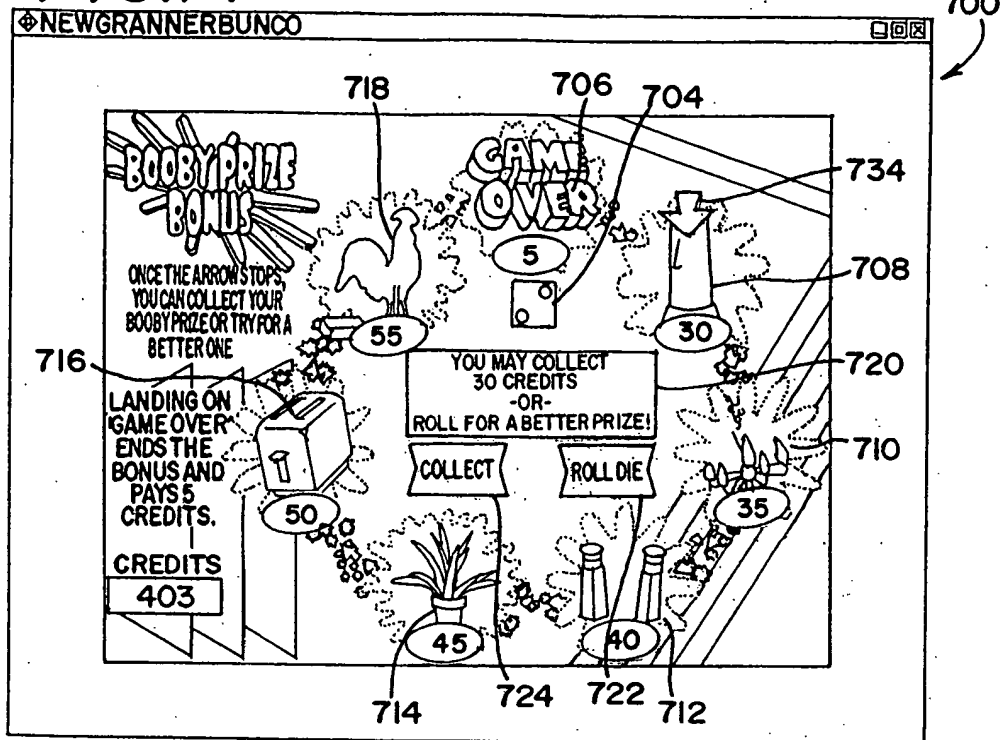 700
NEWGRANNERBUNCO
718
706
704
BOOBY PRIZE
BONUS
GAME
OVER
734
5
708
ONCE THE ARROW STOPS,
YOU CAN COLLECT YOUR
BOOBY PRIZE OR TRY FOR A
BETTER ONE
55
30
716
YOU MAY COLLECT
30 CREDITS
-OR-
ROLL FOR A BETTER PRIZE!
720
LANDING ON
"GAME OVER"
ENDS THE
BONUS AND
PAYS 5
CREDITS.
COLLECT
ROLL DIE
710
50
35
CREDITS
403
45
40
714
724
722
712